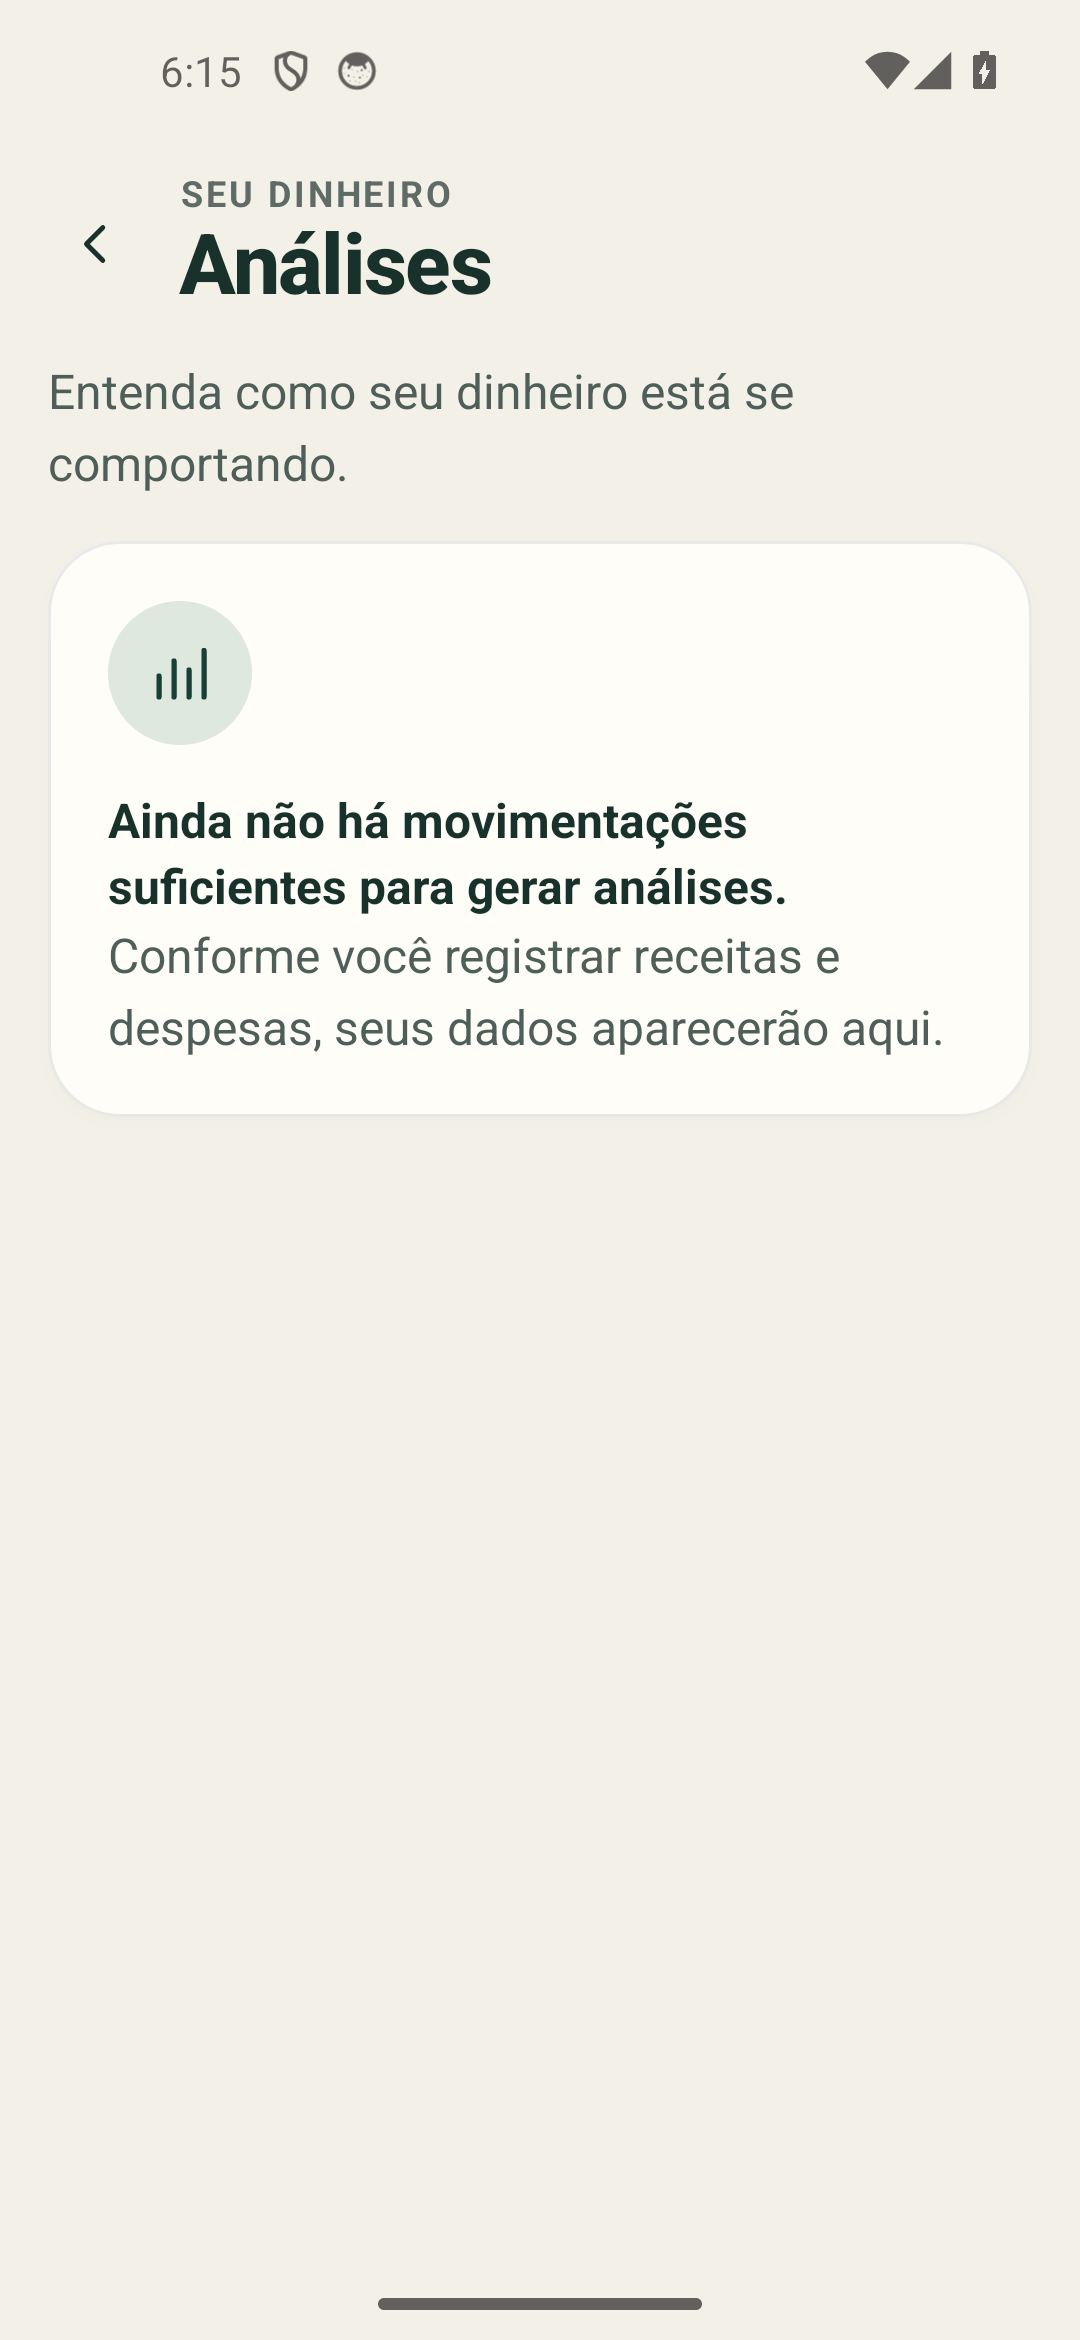 6:15
SEU DINHEIRO
Análises
Entenda como seu dinheiro está se
comportando.
Ainda não há movimentações
suficientes para gerar análises.
Conforme você registrar receitas e
despesas, seus dados aparecerão aqui.